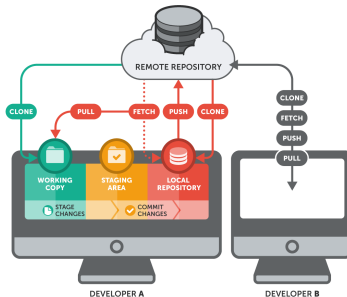 REMOTE REPOSITORY
CLONE
PULL
FETCH
PUSH
CLONE
CLONE
FETCH
PUSH
PULL
WORKING
COPY
STAGING
AREA
LOCAL
REPOSITORY
STAGE
CHANGES
COMMIT
CHANGES
DEVELOPER A
DEVELOPER B